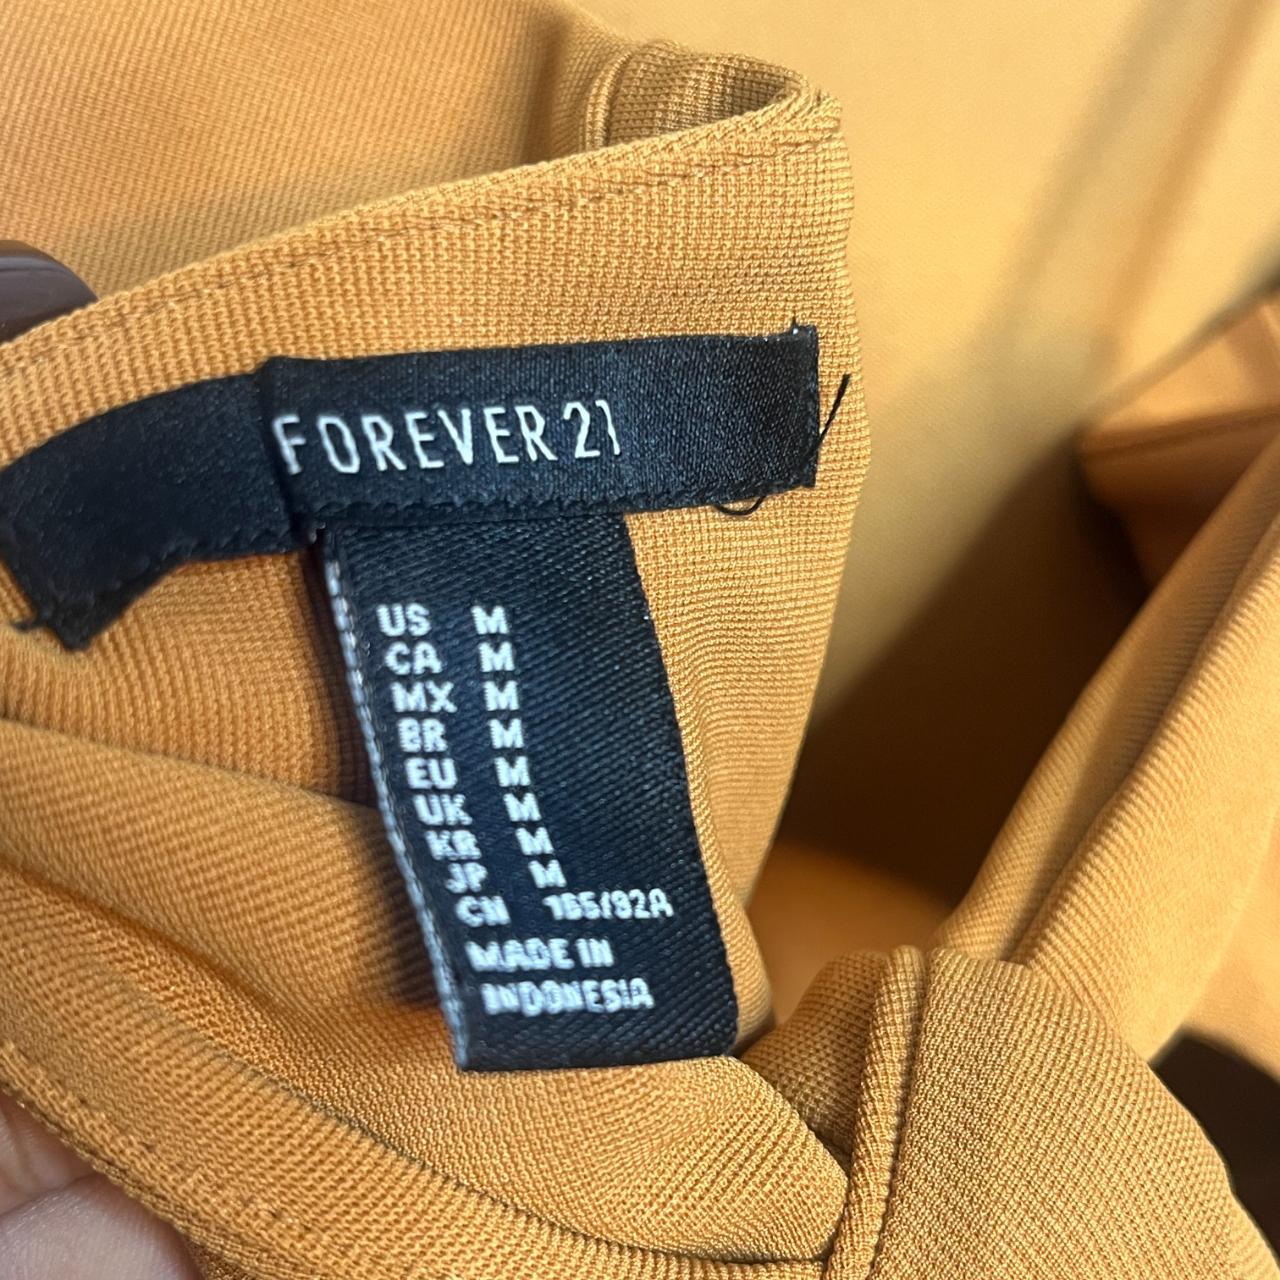 FOREVER 21
US M
CA M
MX M
BR M
EU M
UK M
KR M
JP M
CN 165/92A
MADE IN
INDONESIA